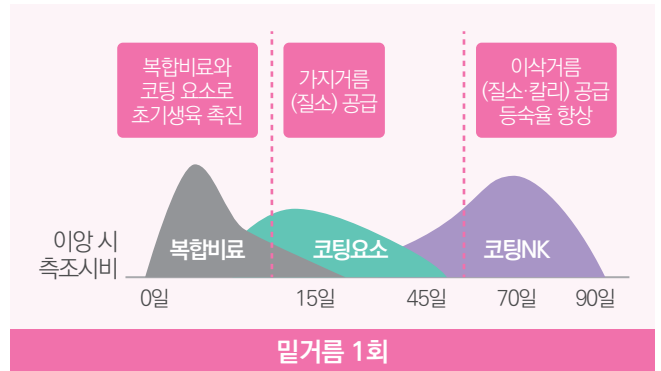 복합비료와
코팅 요소로
초기생육 촉진
가지거름
(질소) 공급
이삭거름
(질소·칼리) 공급
등숙율 향상
이앙 시
측조시비
복합비료
코팅요소
코팅NK
0일
15일
45일
70일
90일
밑거름 1회